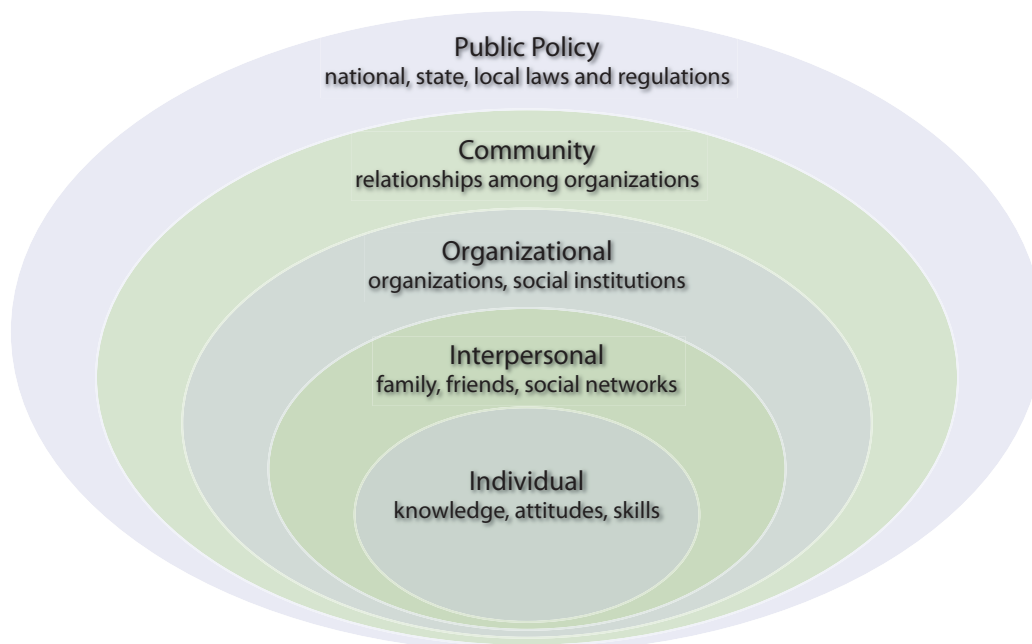 Public Policy
national, state, local laws and regulations
Community
relationships among organizations
Organizational
organizations, social institutions
Interpersonal
family, friends, social networks
Individual
knowledge, attitudes, skills